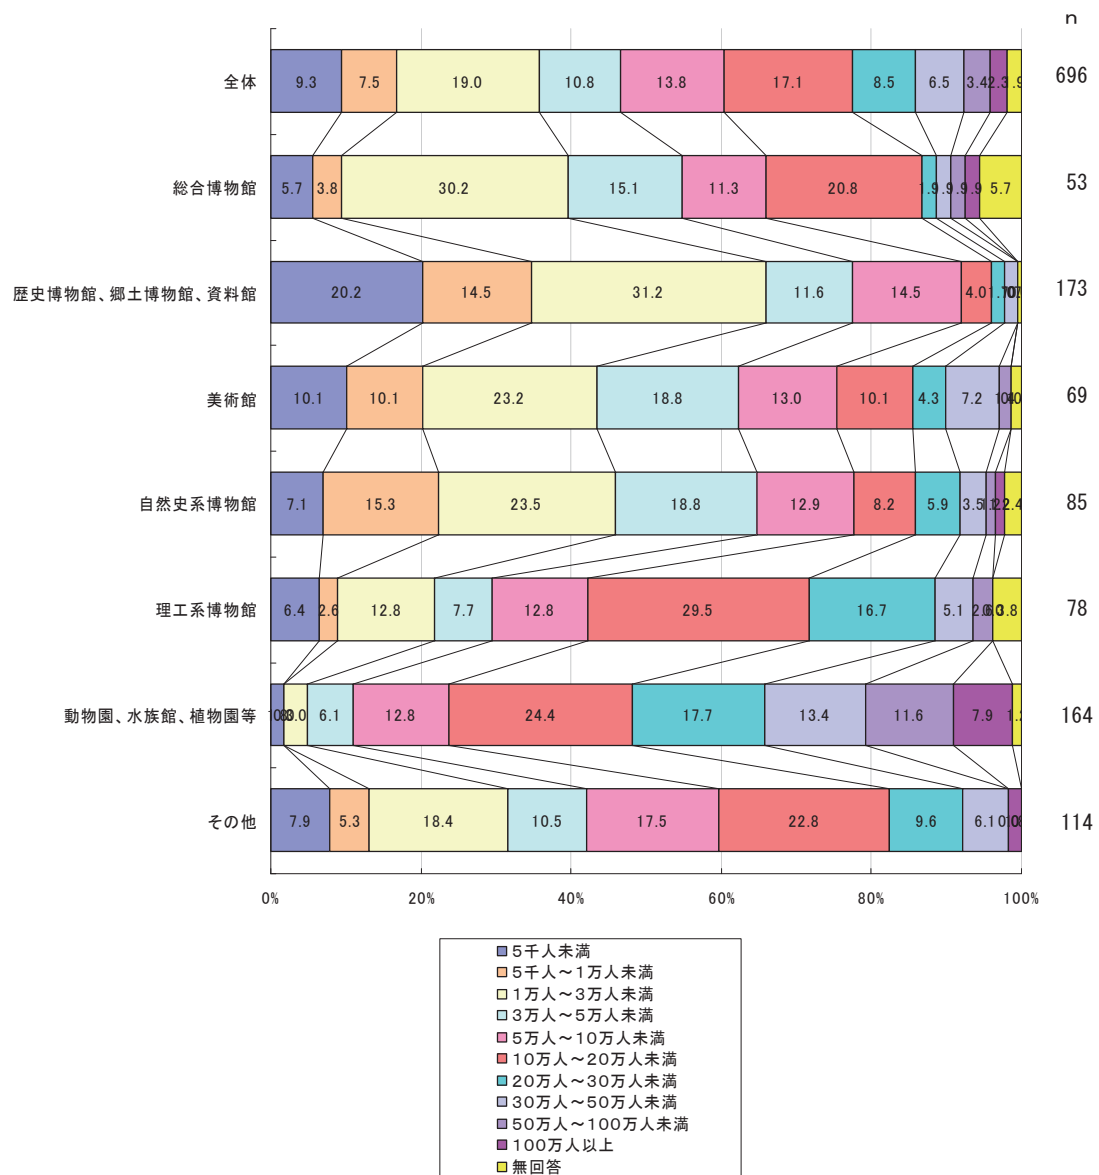 n
全体 9.3 7.5 19.0 10.8 13.8 17.1 8.5 6.5 3.4 2.3 696
総合博物館 5.7 3.8 30.2 15.1 11.3 20.8 1.9 5.7 53
歴史博物館、郷土博物館、資料館 20.2 14.5 31.2 11.6 14.5 4.0 173
美術館 10.1 10.1 23.2 18.8 13.0 10.1 4.3 7.2 69
自然史系博物館 7.1 15.3 23.5 18.8 12.9 8.2 5.9 3.5 2.4 85
理工系博物館 6.4 2.6 12.8 7.7 12.8 29.5 16.7 5.1 3.8 78
動物園、水族館、植物園等 6.1 12.8 24.4 17.7 13.4 11.6 7.9 1.2 164
その他 7.9 5.3 18.4 10.5 17.5 22.8 9.6 6.1 114
0% 20% 40% 60% 80% 100%
5千人未満
5千人～1万人未満
1万人～3万人未満
3万人～5万人未満
5万人～10万人未満
10万人～20万人未満
20万人～30万人未満
30万人～50万人未満
50万人～100万人未満
100万人以上
無回答